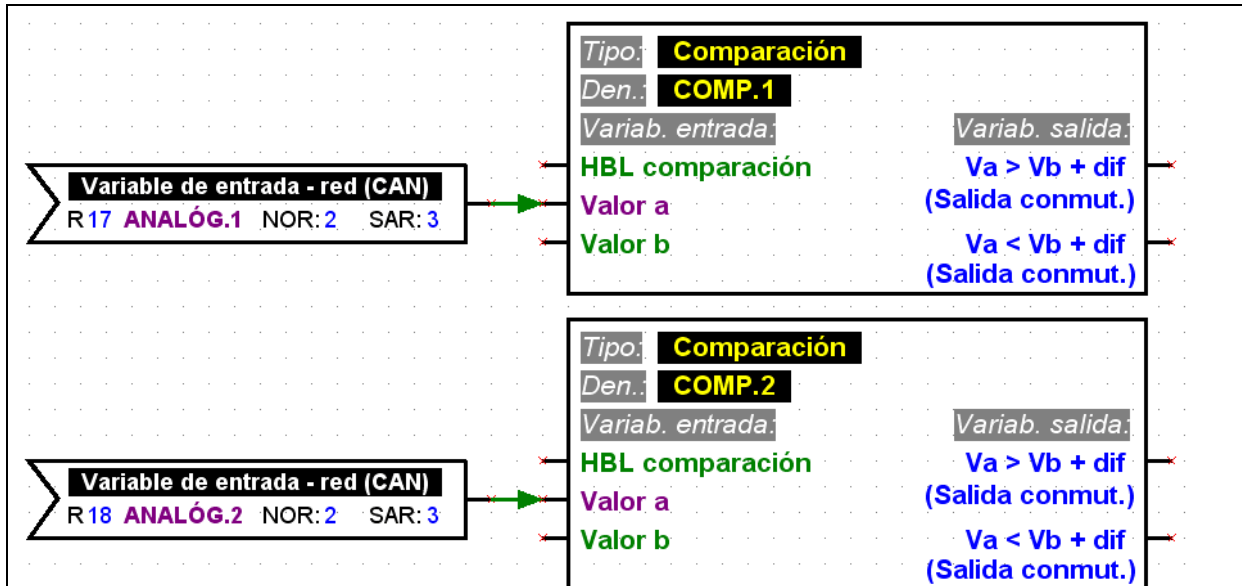 Tipo: Comparación
Den.: COMP.1
Variab. entrada: Variab. salida:
HBL comparación Va > Vb + dif
Variable de entrada - red (CAN)
R 17 ANALÓG.1 NOR: 2 SAR: 3
Valor a (Salida conmut.)
Valor b Va < Vb + dif
(Salida conmut.)
Tipo: Comparación
Den.: COMP.2
Variab. entrada: Variab. salida:
HBL comparación Va > Vb + dif
Variable de entrada - red (CAN)
R 18 ANALÓG.2 NOR: 2 SAR: 3
Valor a (Salida conmut.)
Valor b Va < Vb + dif
(Salida conmut.)